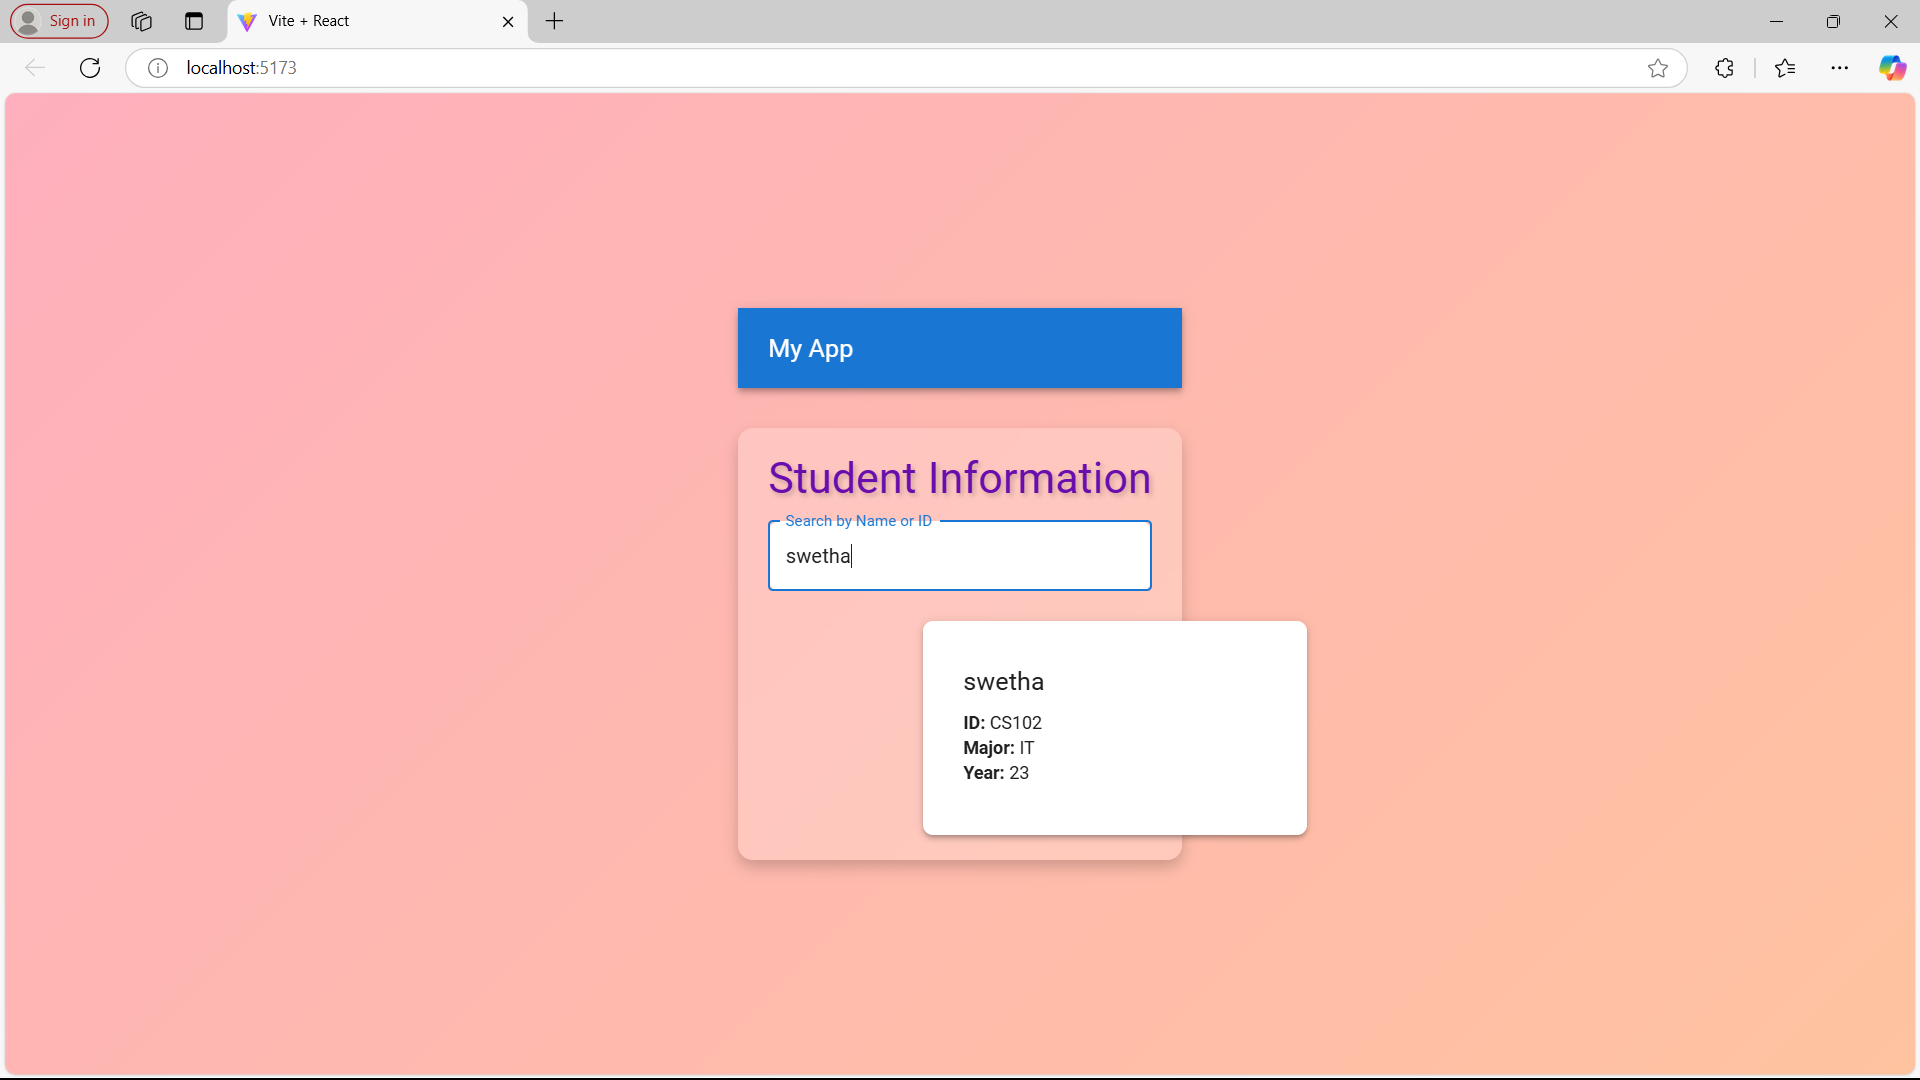 Sign in
Vite + React
localhost:5173
My App
Student Information
Search by Name or ID
swetha
swetha
ID: CS102
Major: IT
Year: 23